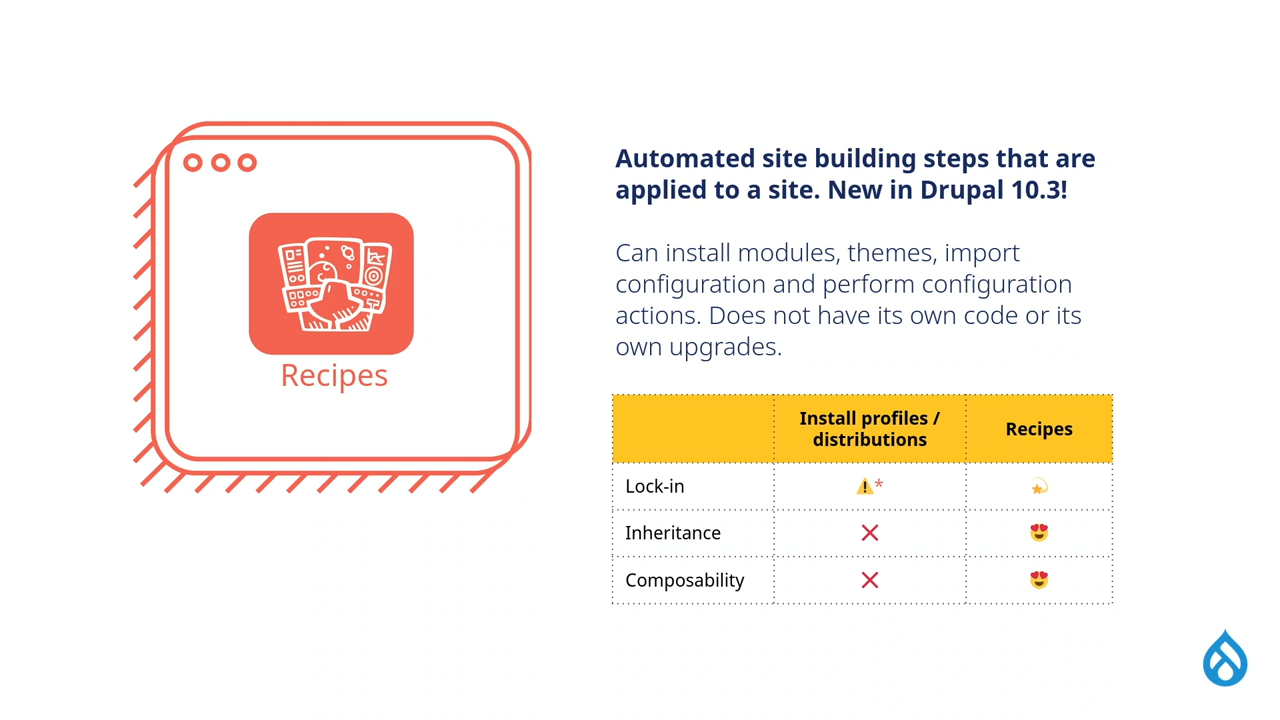 Recipes
Automated site building steps that are
applied to a site. New in Drupal 10.3!
Can install modules, themes, import
configuration and perform configuration
actions. Does not have its own code or its
own upgrades.
Install profiles /
distributions
Recipes
Lock-in ⚠️* 💫
Inheritance ❌ 😍
Composability ❌ 😍